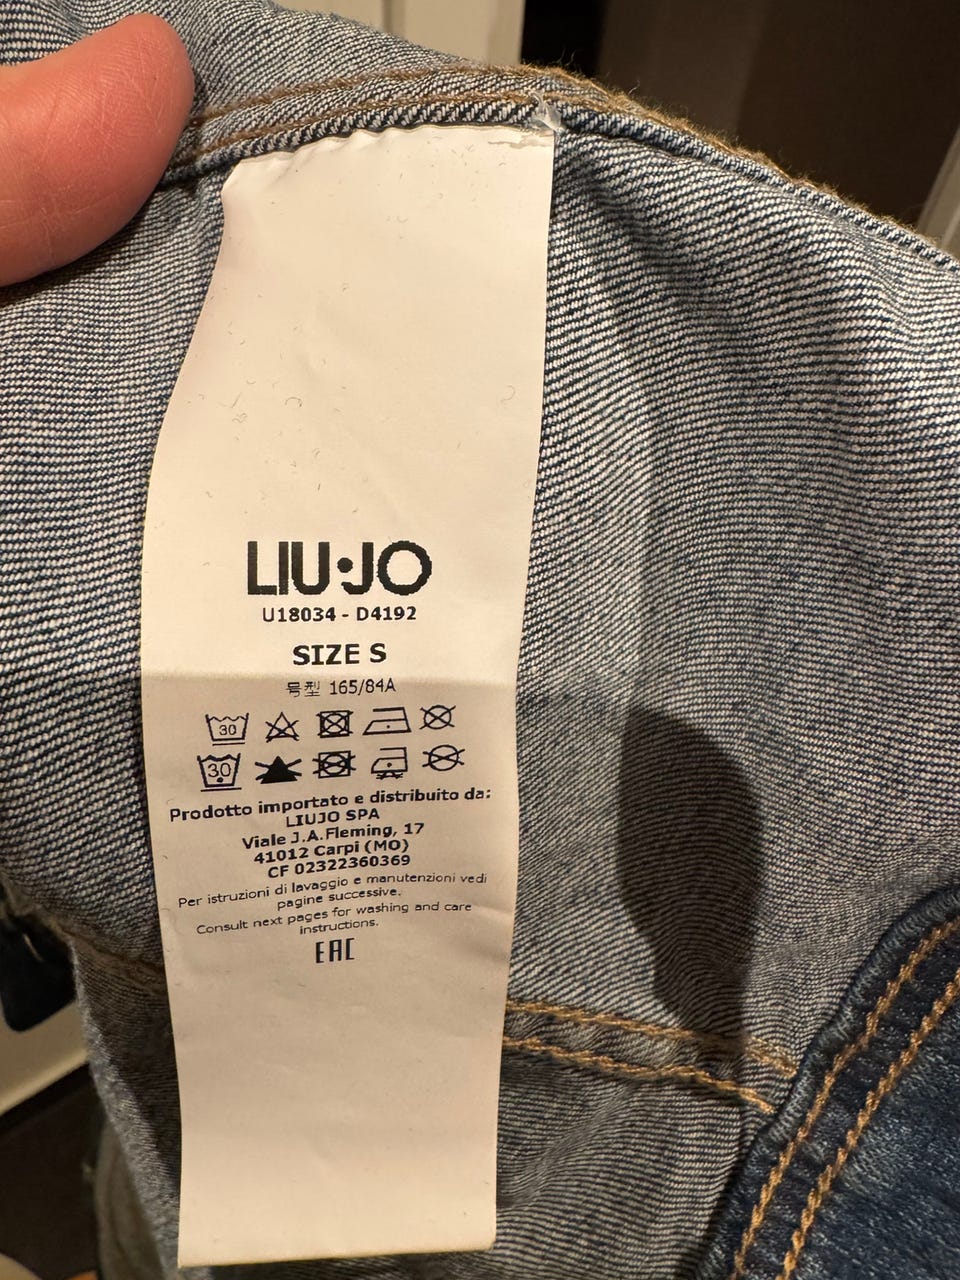 LIU·JO
U18034 - D4192
SIZE S
号型 165/84A
30
30
Prodotto importato e distribuito da:
LIUJO SPA
Viale J.A.Fleming, 17
41012 Carpi (MO)
CF 02322360369
Per istruzioni di lavaggio e manutenzioni vedi
pagine successive.
Consult next pages for washing and care
instructions.
EAC